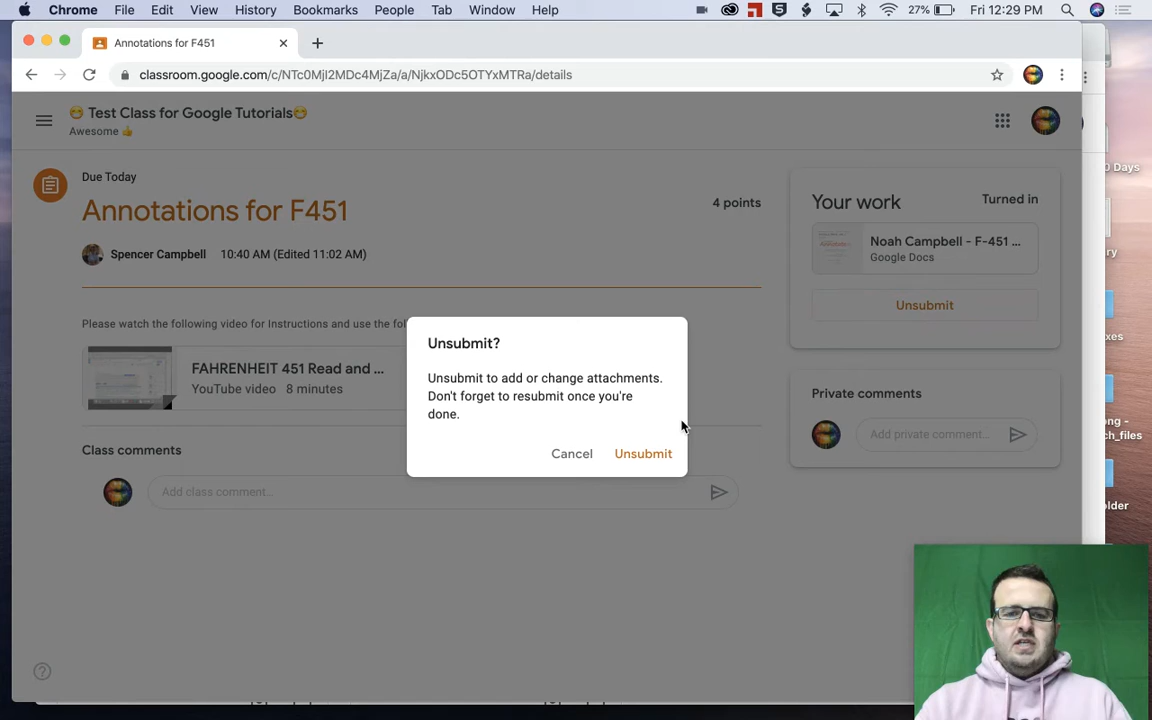 Chrome File Edit View History Bookmarks People Tab Window Help 27% Fri 12:29 PM
Annotations for F451
classroom.google.com/c/NTc0MjI2MDc4MjZa/a/NjkxODc5OTYxMTRa/details
😁 Test Class for Google Tutorials😁
Awesome 👍
Due Today
Annotations for F451
4 points
Spencer Campbell 10:40 AM (Edited 11:02 AM)
Please watch the following video for Instructions and use the fol
FAHRENHEIT 451 Read and ...
YouTube video 8 minutes
Class comments
Add class comment...
Your work Turned in
Noah Campbell - F-451 ...
Google Docs
Unsubmit
Private comments
Add private comment...
Unsubmit?
Unsubmit to add or change attachments.
Don't forget to resubmit once you're
done.
Cancel Unsubmit
0 Days
ry
xes
ng -
ch_files
older